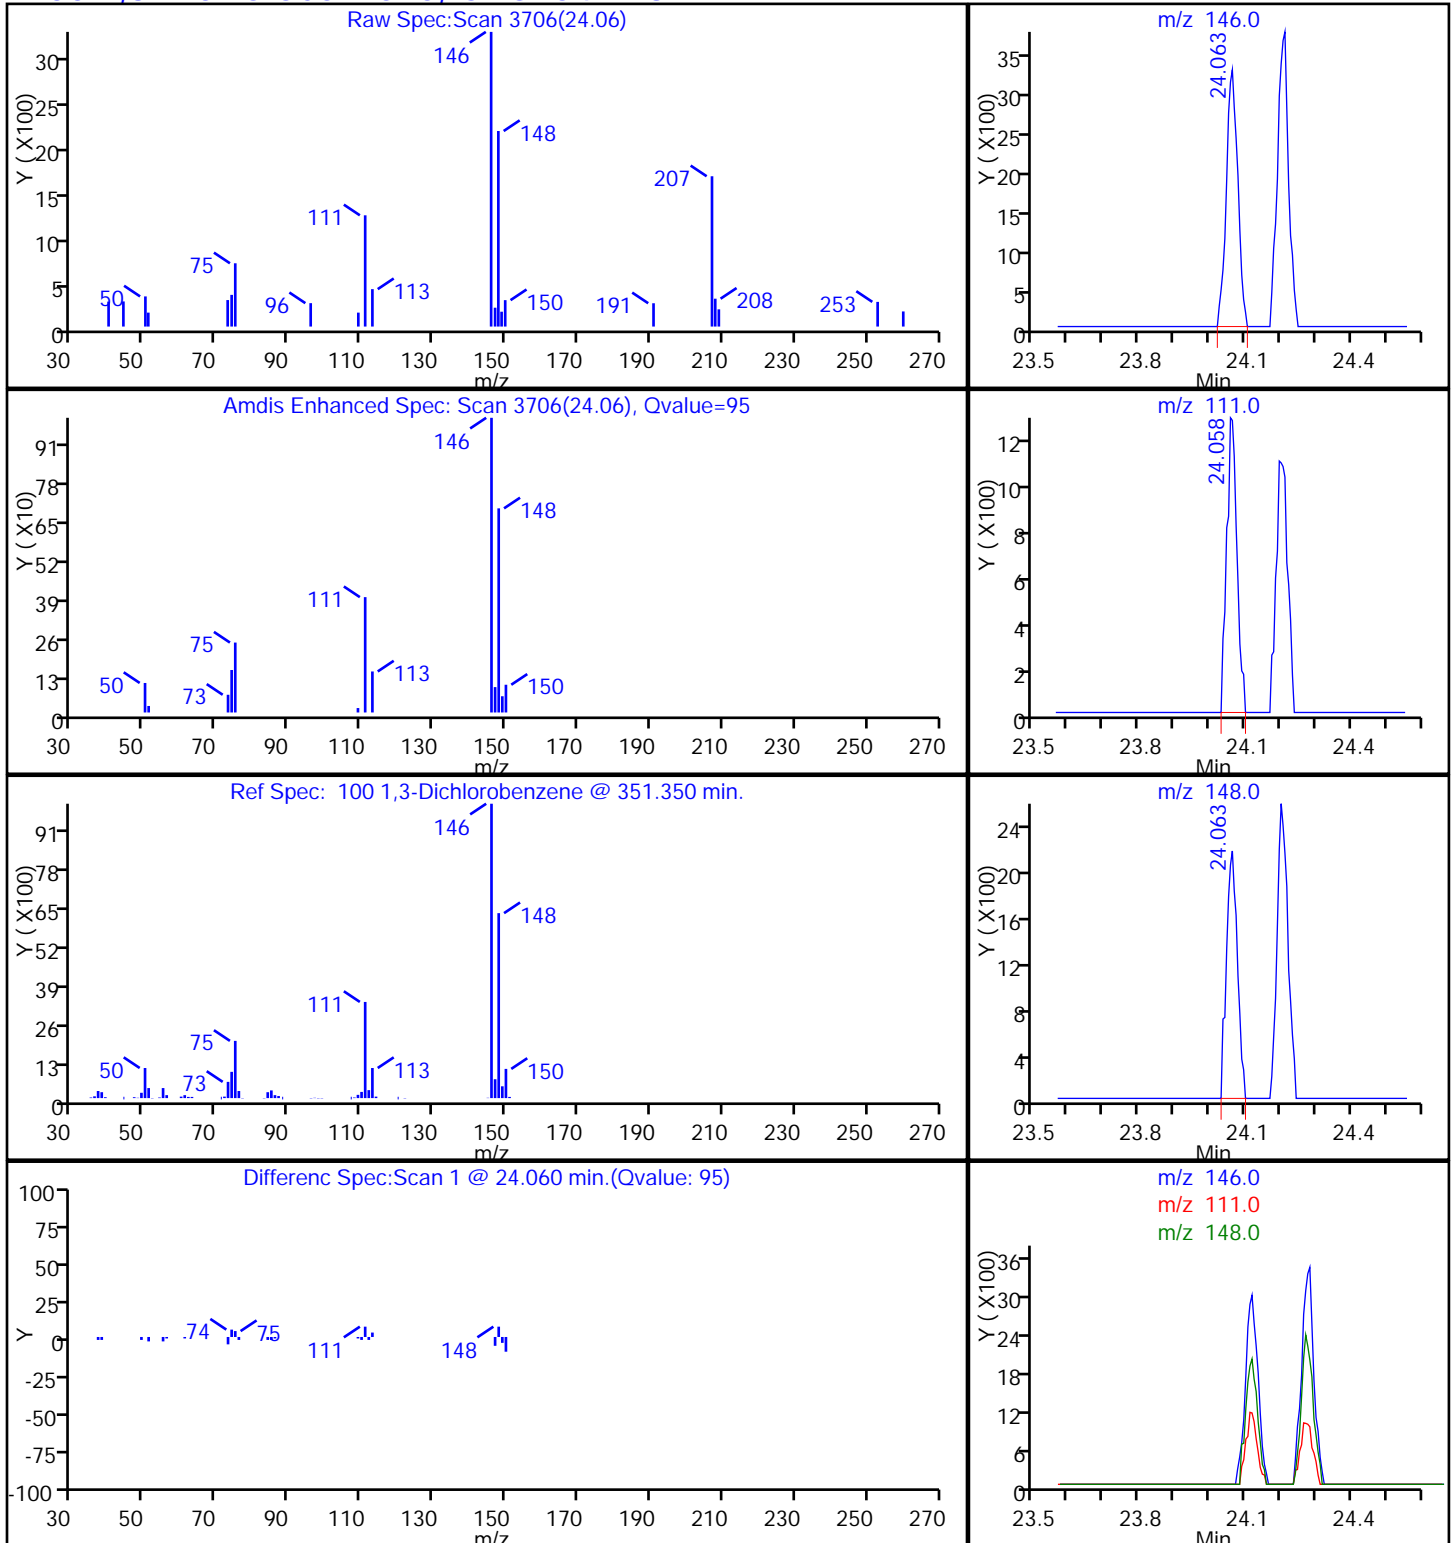 Raw Spec:Scan 3706(24.06)
Y ( X100)
30
25
20
15
10
5
0
146
148
207
111
75
50
96
113
150
191
208
253
30 50 70 90 110 130 150 170 190 210 230 250 270
m/z
m/z 146.0
Y ( X100)
35
30
25
20
15
10
5
0
24.063
23.5 23.8 24.1 24.4
Min
Amdis Enhanced Spec: Scan 3706(24.06), Qvalue=95
Y ( X10)
91
78
65
52
39
26
13
0
146
148
111
75
50
73
113
150
30 50 70 90 110 130 150 170 190 210 230 250 270
m/z
m/z 111.0
Y ( X100)
12
10
8
6
4
2
0
24.058
23.5 23.8 24.1 24.4
Min
Ref Spec: 100 1,3-Dichlorobenzene @ 351.350 min.
Y ( X100)
91
78
65
52
39
26
13
0
146
148
111
75
50
73
113
150
30 50 70 90 110 130 150 170 190 210 230 250 270
m/z
m/z 148.0
Y ( X100)
24
20
16
12
8
4
0
24.063
23.5 23.8 24.1 24.4
Min
Differenc Spec:Scan 1 @ 24.060 min.(Qvalue: 95)
Y
100
75
50
25
0
-25
-50
-75
-100
74
75
111
148
30 50 70 90 110 130 150 170 190 210 230 250 270
m/z
m/z 146.0
m/z 111.0
m/z 148.0
Y ( X100)
36
30
24
18
12
6
0
23.5 23.8 24.1 24.4
Min